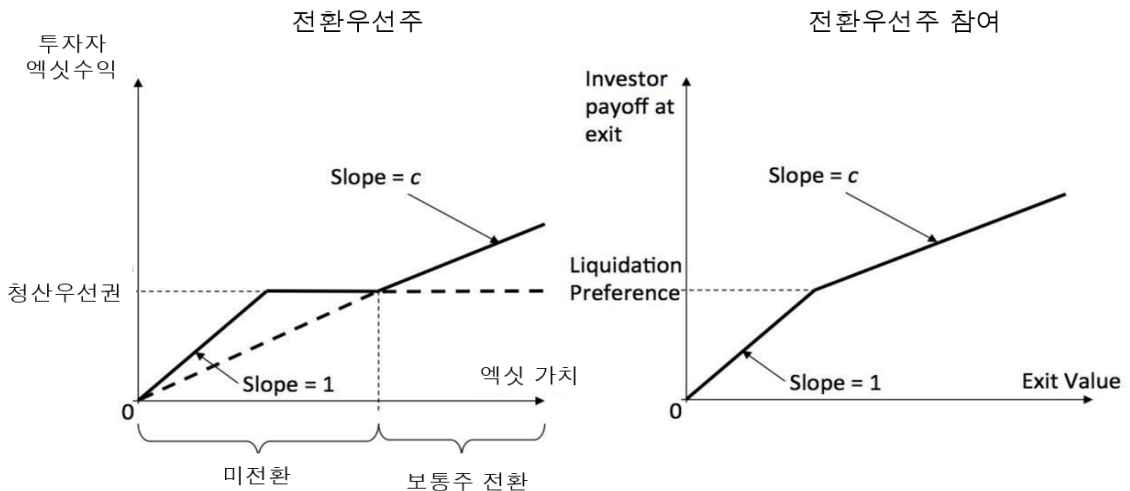 전환우선주
투자자
엑싯수익
Slope = c
청산우선권
Slope = 1
엑싯 가치
0
미전환
보통주 전환
전환우선주 참여
Investor
payoff at
exit
Slope = c
Liquidation
Preference
Slope = 1
Exit Value
0